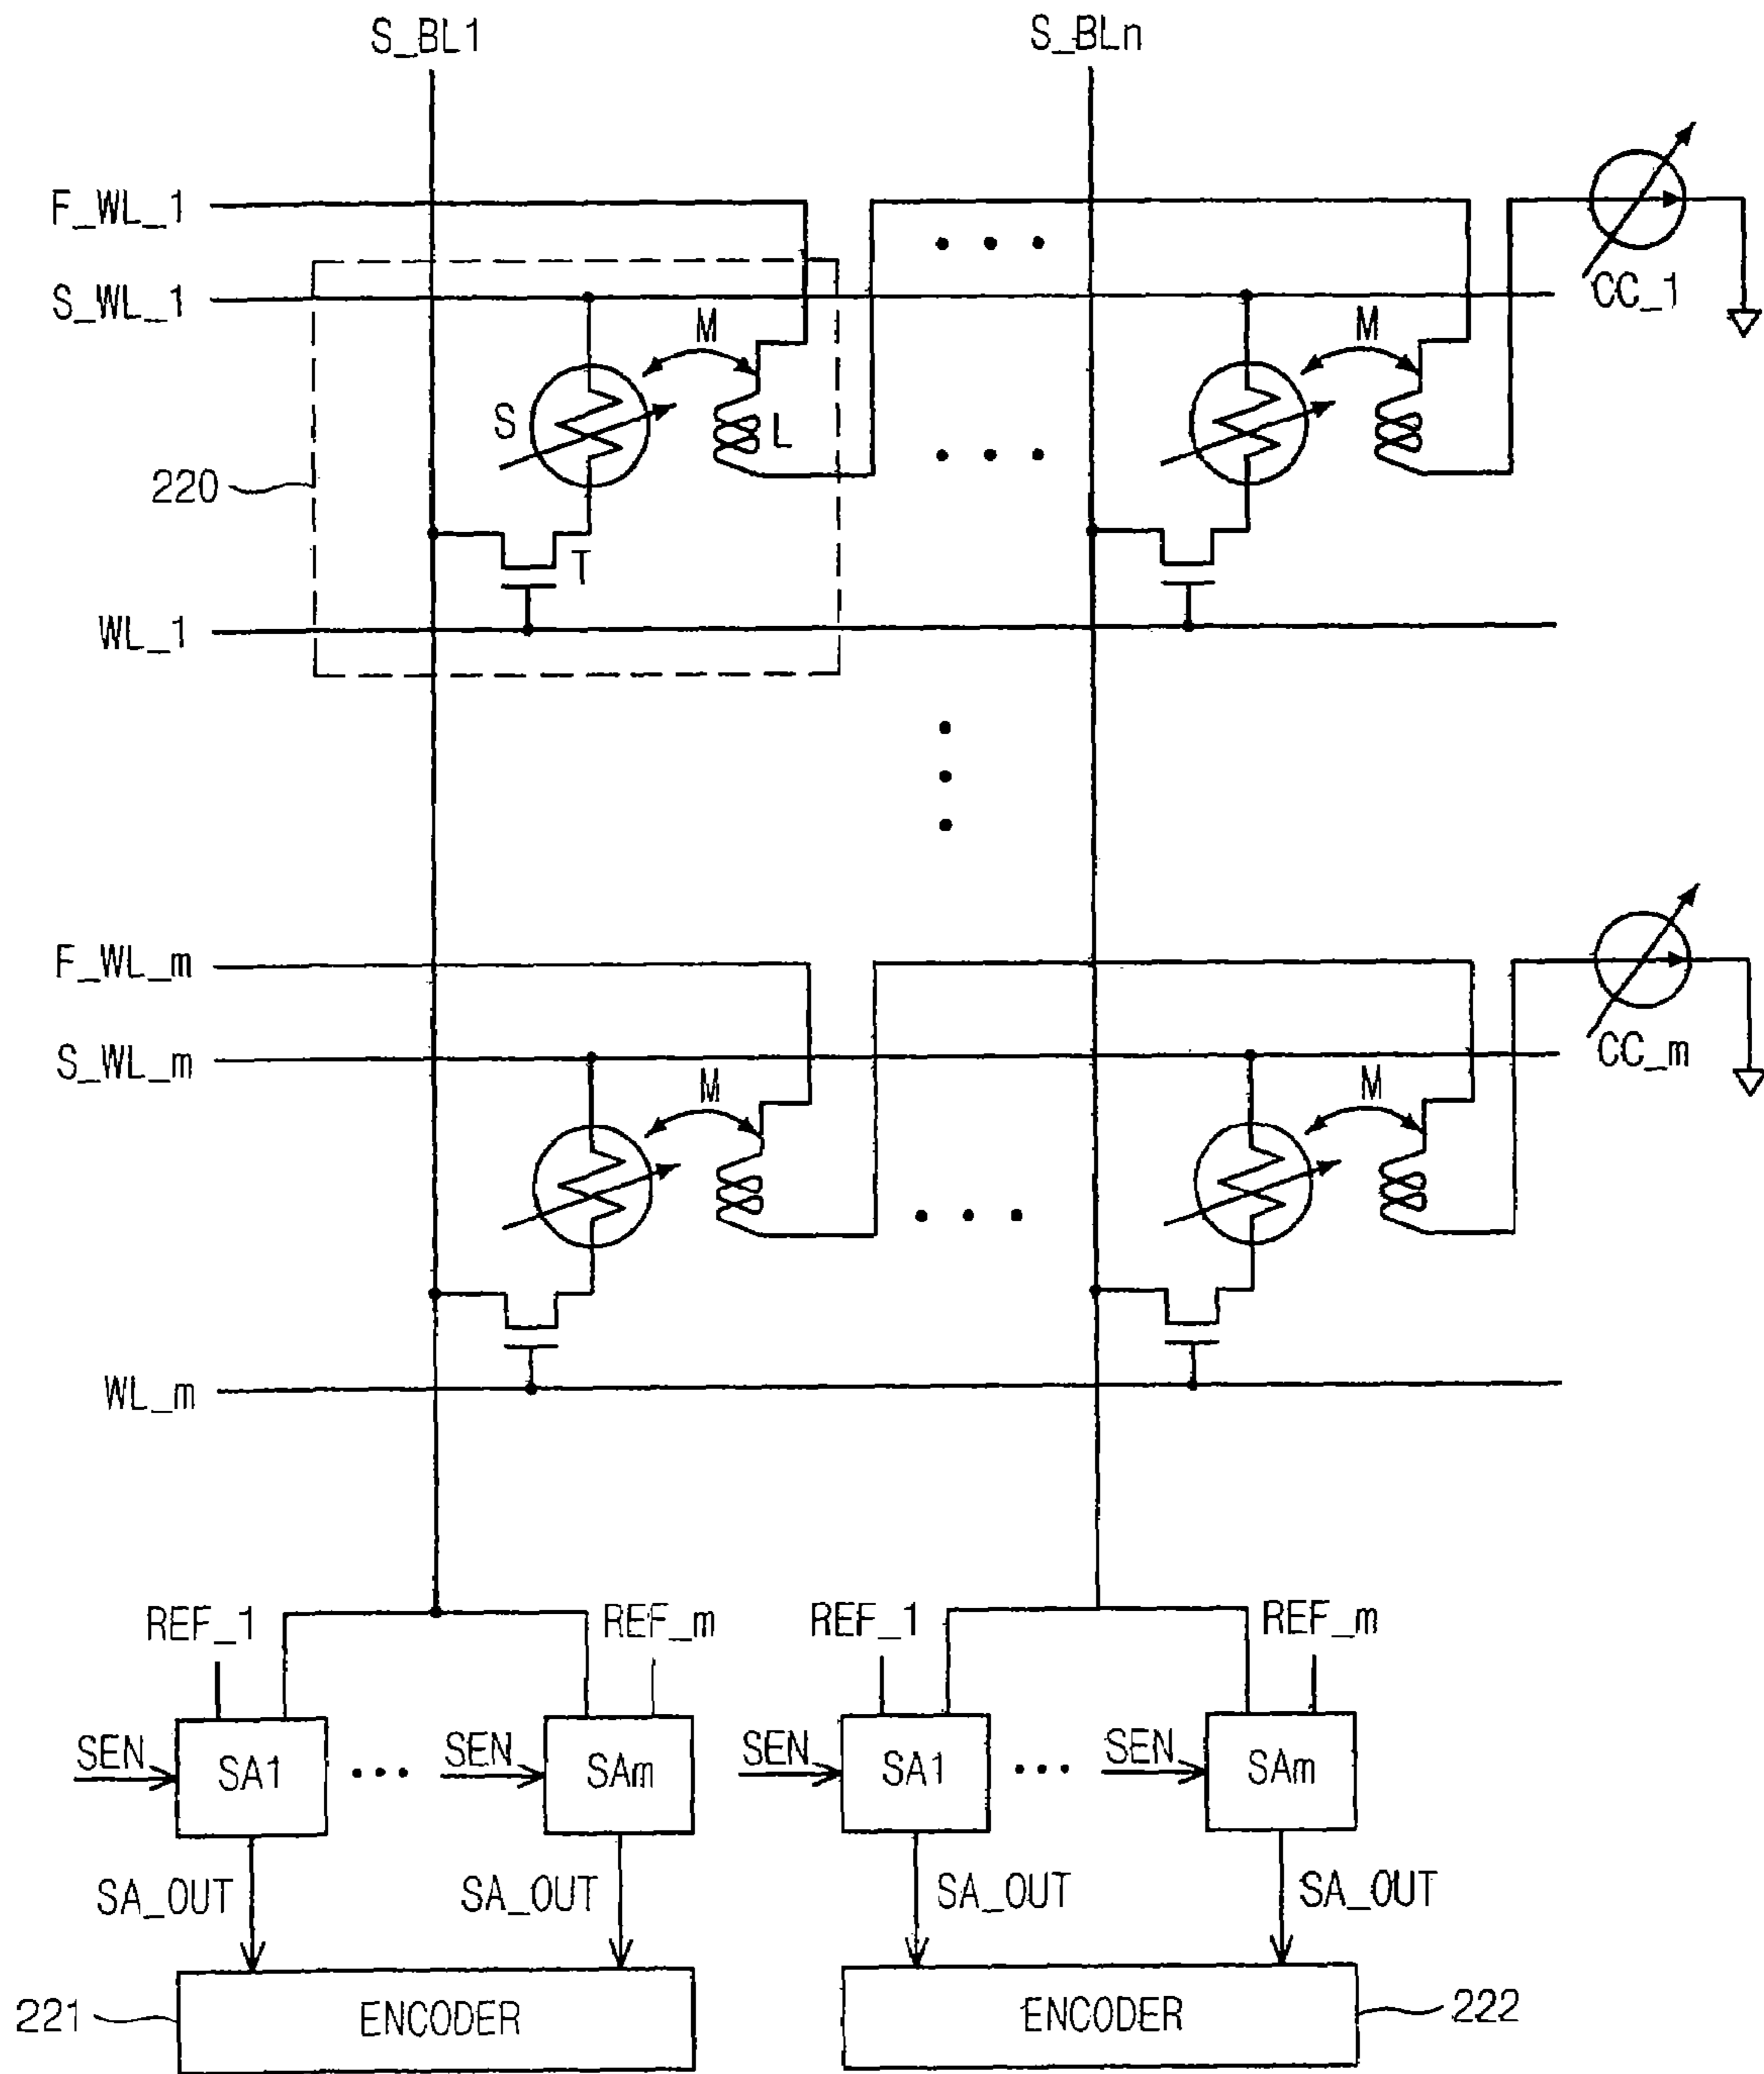 S_BL1 S_BLn
F_WL_1
S_WL_1
CC_1
M M
S L
220
T
WL_1
F_WL_m
S_WL_m
CC_m
M M
WL_m
REF_1 REF_m REF_1 REF_m
SEN SA1 SEN SAm SEN SA1 SEN SAm
SA_OUT SA_OUT SA_OUT SA_OUT
221 ENCODER ENCODER 222